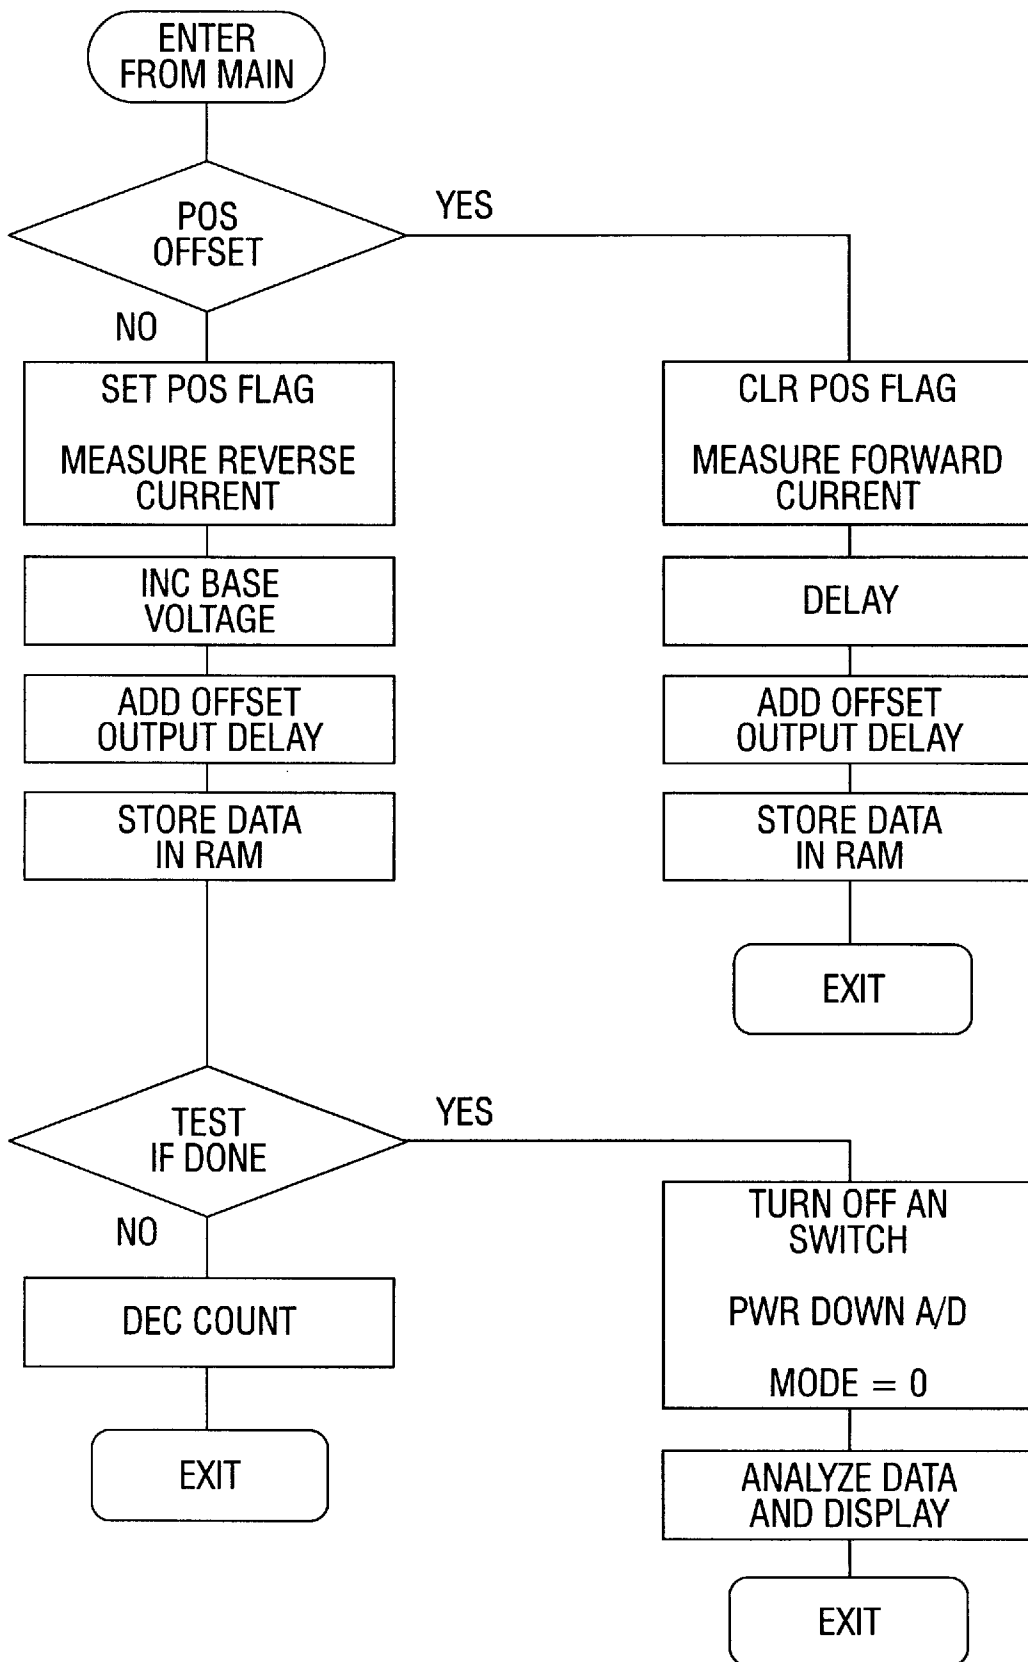 ENTER
FROM MAIN
POS
OFFSET
YES
NO
SET POS FLAG
MEASURE REVERSE
CURRENT
INC BASE
VOLTAGE
ADD OFFSET
OUTPUT DELAY
STORE DATA
IN RAM
CLR POS FLAG
MEASURE FORWARD
CURRENT
DELAY
ADD OFFSET
OUTPUT DELAY
STORE DATA
IN RAM
EXIT
TEST
IF DONE
YES
NO
DEC COUNT
EXIT
TURN OFF AN
SWITCH
PWR DOWN A/D
MODE = 0
ANALYZE DATA
AND DISPLAY
EXIT